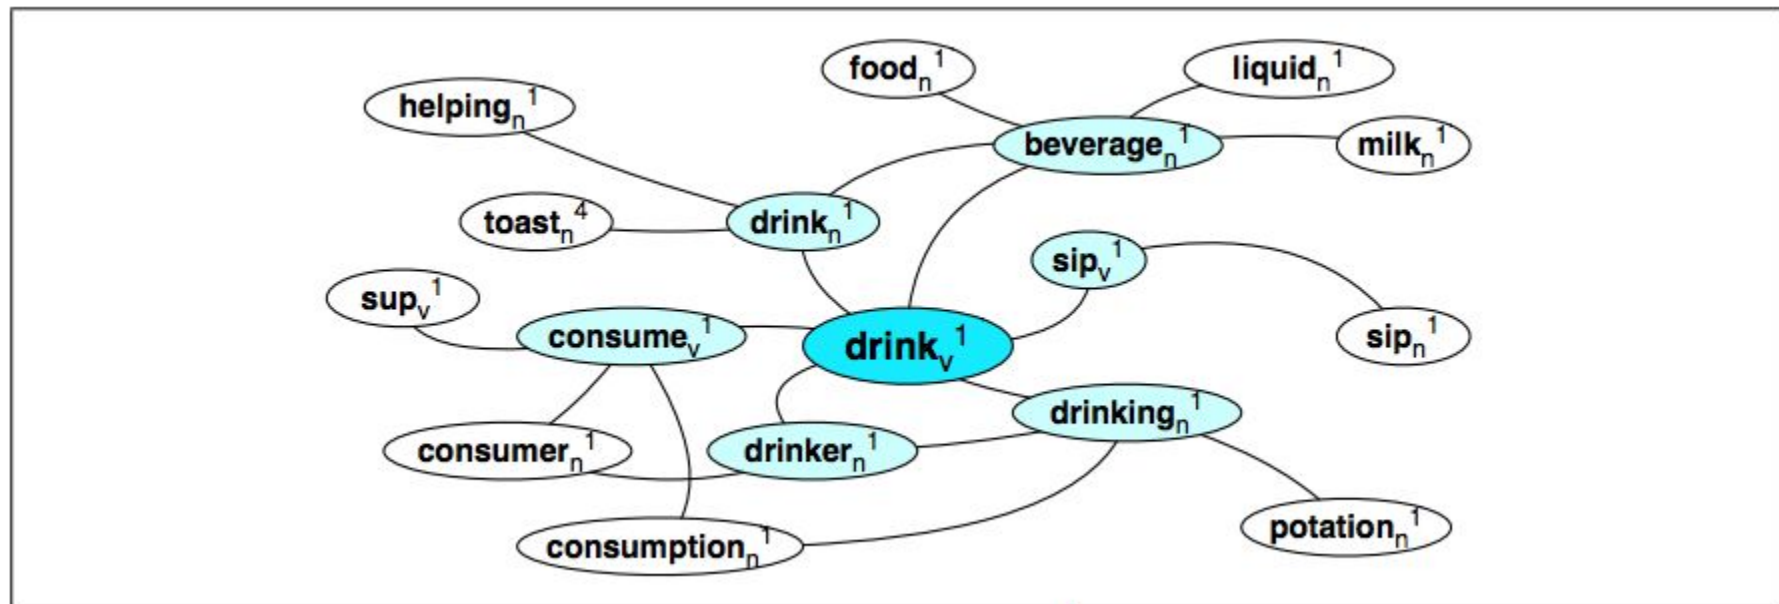 food_n^1
liquid_n^1
helping_n^1
beverage_n^1
milk_n^1
toast_n^4
drink_n^1
sip_v^1
sup_v^1
consume_v^1
drink_v^1
sip_n^1
drinking_n^1
consumer_n^1
drinker_n^1
potation_n^1
consumption_n^1